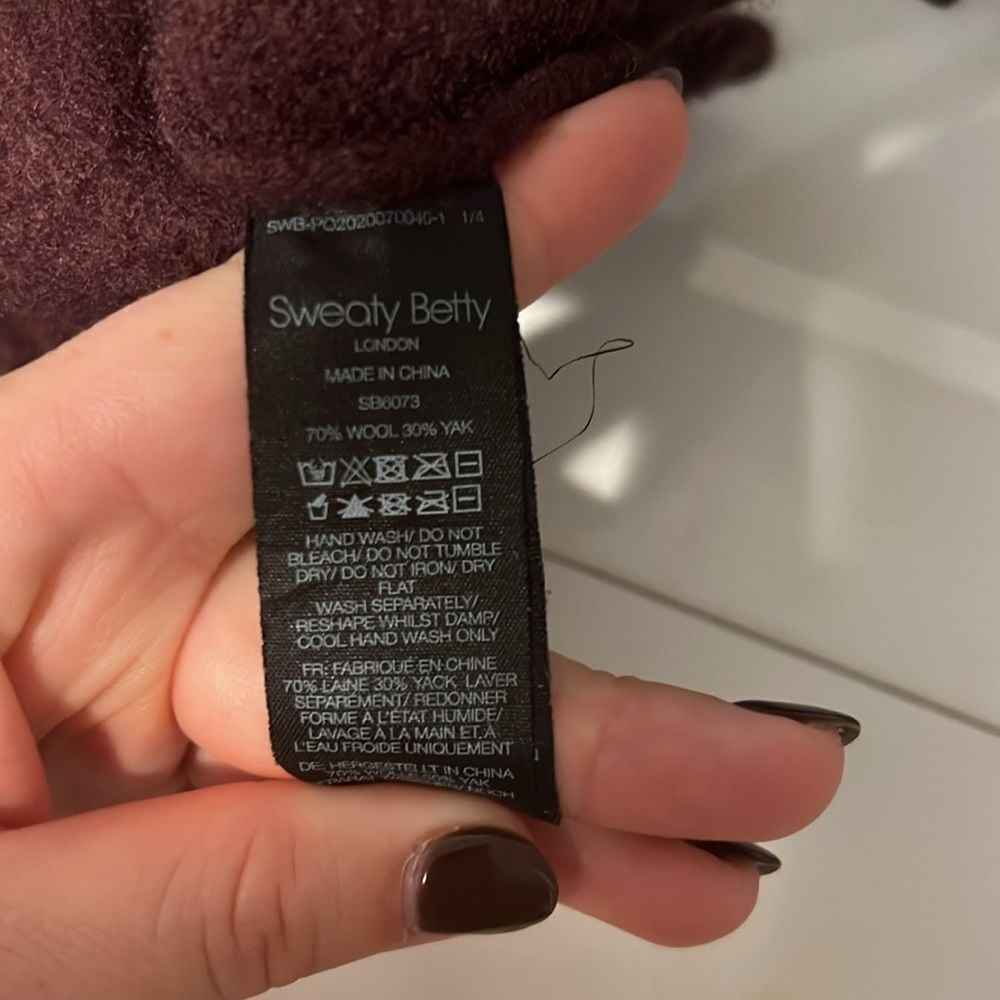 SWB-PO2020070040-1 1/4
Sweaty Betty
LONDON
MADE IN CHINA
SB6073
70% WOOL 30% YAK
HAND WASH/ DO NOT
BLEACH/ DO NOT TUMBLE
DRY/ DO NOT IRON/ DRY
FLAT
WASH SEPARATELY/
RESHAPE WHILST DAMP/
COOL HAND WASH ONLY
FR: FABRIQUÉ EN CHINE
70% LAINE 30% YACK LAVER
SÉPARÉMENT/ REDONNER
FORME À L'ÉTAT HUMIDE/
LAVAGE À LA MAIN ET À
L'EAU FROIDE UNIQUEMENT
DE: HERGESTELLT IN CHINA
YAK